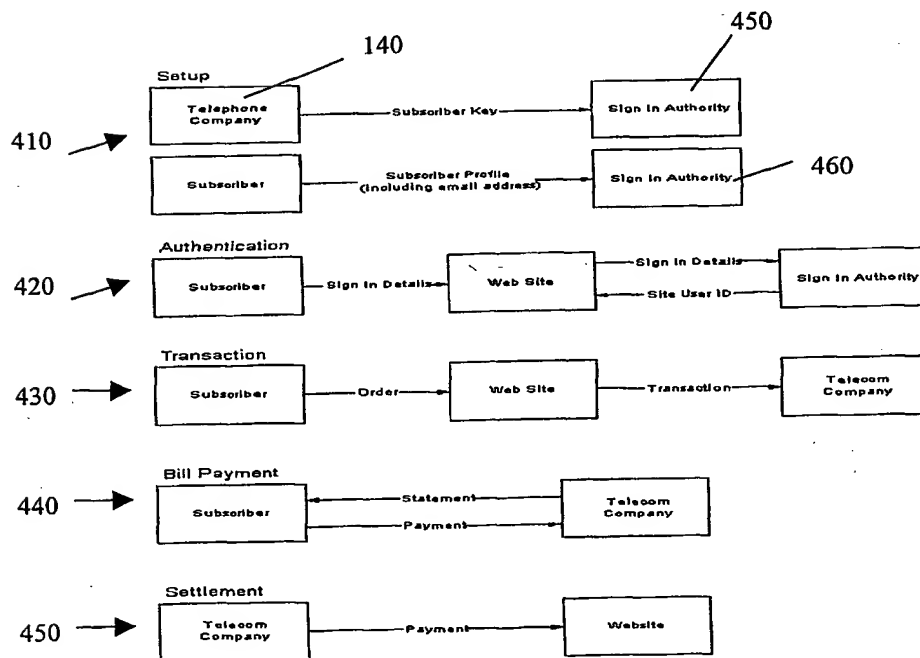 140
450
Setup
Telephone
Company
Subscriber Key
Sign In Authority
410
Subscriber
Subscriber Profile
(including email address)
Sign In Authority
460
Authentication
420
Subscriber
Sign In Details
Web Site
Sign In Details
Site User ID
Sign In Authority
Transaction
430
Subscriber
Order
Web Site
Transaction
Telecom
Company
Bill Payment
440
Subscriber
Statement
Payment
Telecom
Company
Settlement
450
Telecom
Company
Payment
Website